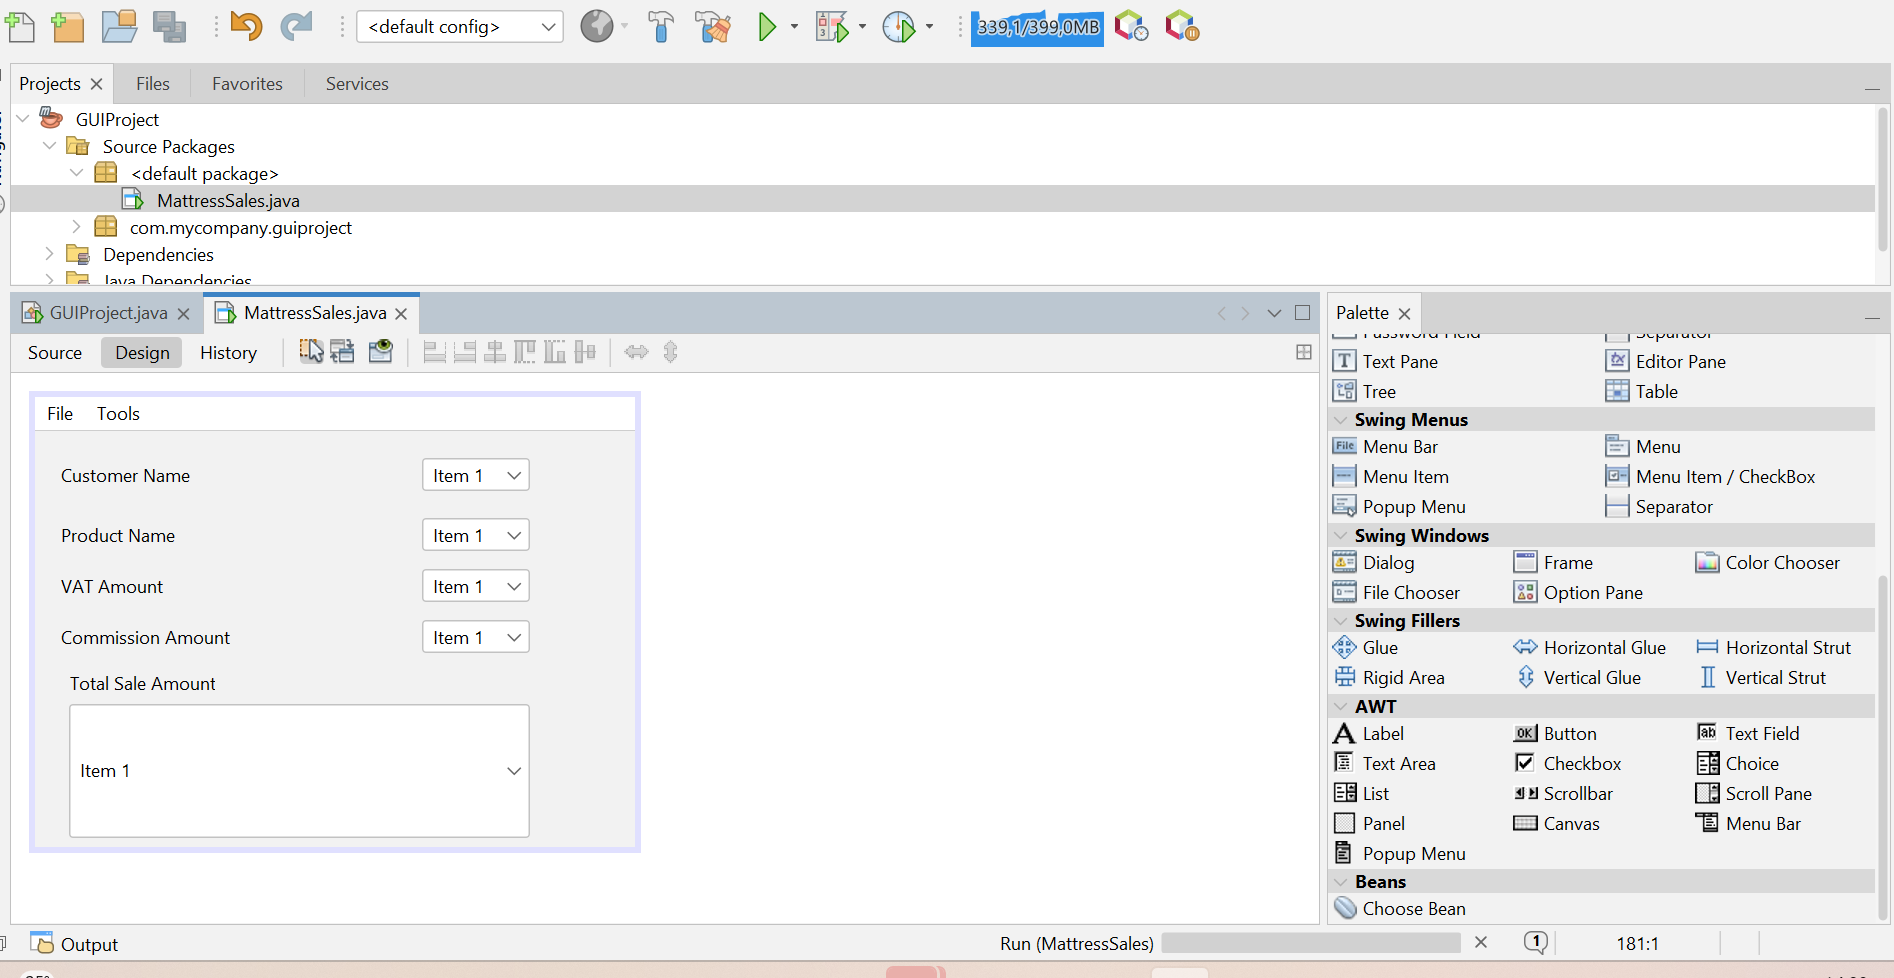 <default config>
339,1/399,0MB
Projects
Files
Favorites
Services
GUIProject
Source Packages
<default package>
MattressSales.java
com.mycompany.guiproject
Dependencies
Java Dependencies
GUIProject.java
MattressSales.java
Source
Design
History
File
Tools
Customer Name
Item 1
Product Name
Item 1
VAT Amount
Item 1
Commission Amount
Item 1
Total Sale Amount
Item 1
Palette
Password Field
Separator
Text Pane
Editor Pane
Tree
Table
Swing Menus
Menu Bar
Menu
Menu Item
Menu Item / CheckBox
Popup Menu
Separator
Swing Windows
Dialog
Frame
Color Chooser
File Chooser
Option Pane
Swing Fillers
Glue
Horizontal Glue
Horizontal Strut
Rigid Area
Vertical Glue
Vertical Strut
AWT
Label
Button
Text Field
Text Area
Checkbox
Choice
List
Scrollbar
Scroll Pane
Panel
Canvas
Menu Bar
Popup Menu
Beans
Choose Bean
Output
Run (MattressSales)
1
181:1